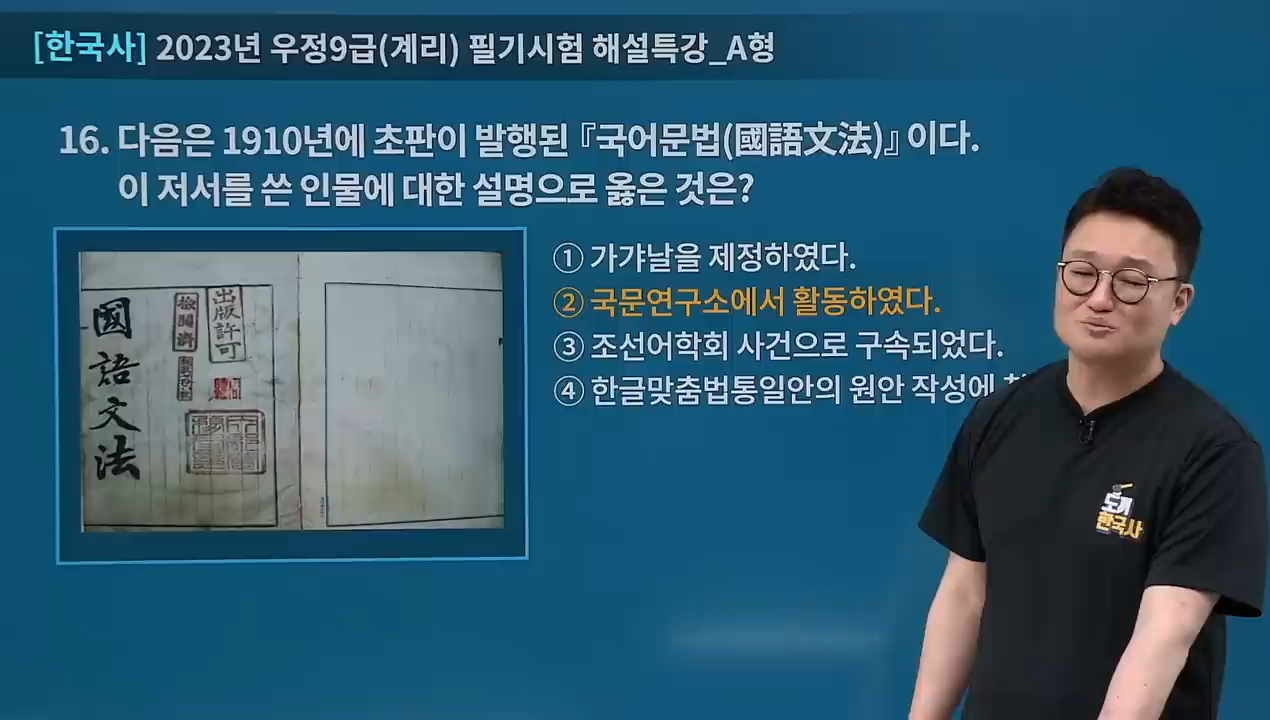 [한국사] 2023년 우정9급(계리) 필기시험 해설특강_A형
16. 다음은 1910년에 초판이 발행된 『국어문법(國語文法)』이다.
이 저서를 쓴 인물에 대한 설명으로 옳은 것은?
① 가갸날을 제정하였다.
② 국문연구소에서 활동하였다.
③ 조선어학회 사건으로 구속되었다.
④ 한글맞춤법통일안의 원안 작성에
國語文法
出版許可
도끼
한국사